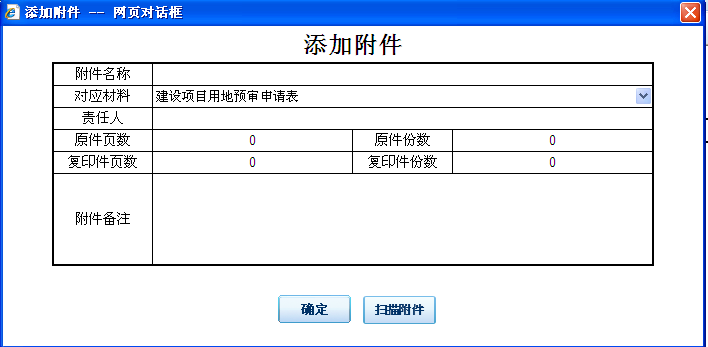 添加附件 -- 网页对话框
添加附件
附件名称
对应材料 建设项目用地预审申请表
责任人
原件页数 0 原件份数 0
复印件页数 0 复印件份数 0
附件备注
确定 扫描附件